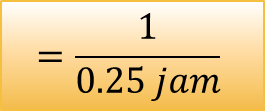 = 1 / 0.25 jam